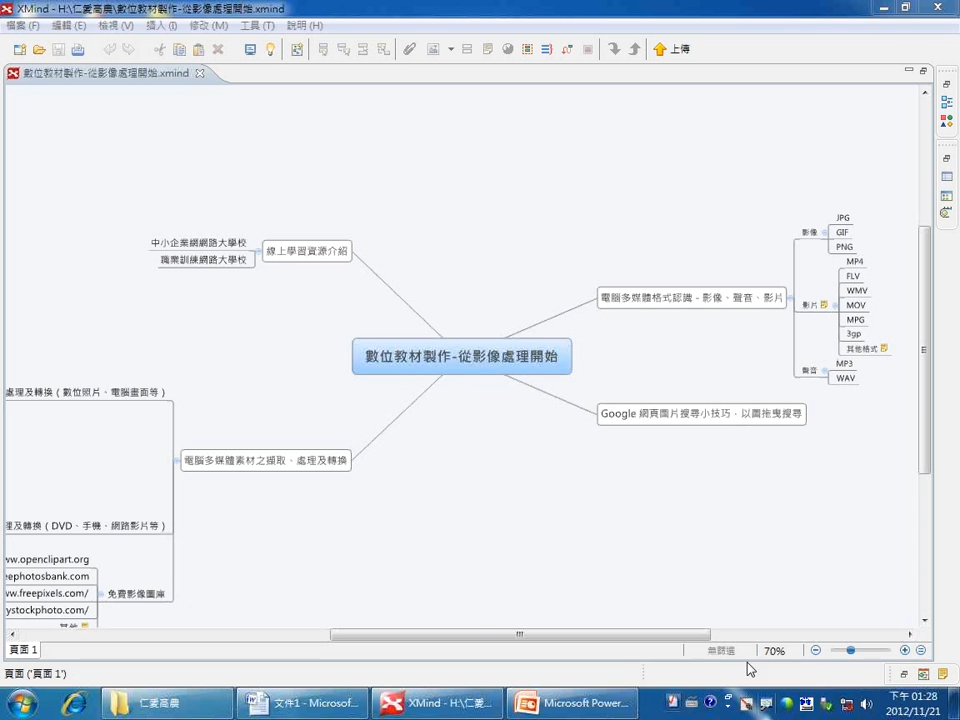 XMind - H:\仁愛高農\數位教材製作-從影像處理開始.xmind
檔案 (F) 編輯 (E) 檢視 (V) 插入 (I) 修改 (M) 工具 (T) 說明 (H)
上傳
數位教材製作-從影像處理開始.xmind
JPG
影像 GIF
PNG
中小企業網網路大學校
線上學習資源介紹
職業訓練網路大學校
MP4
FLV
WMV
電腦多媒體格式認識 - 影像、聲音、影片
影片 MOV
MPG
3gp
其他格式
數位教材製作-從影像處理開始
聲音 MP3
WAV
處理及轉換（數位照片、電腦畫面等）
Google 網頁圖片搜尋小技巧，以圖拖曳搜尋
電腦多媒體素材之擷取、處理及轉換
理及轉換（DVD、手機、網路影片等）
ww.openclipart.org
eephotosbank.com
ww.freepixels.com/ 免費影像圖庫
ystockphoto.com/
其他
頁面 1 無篩選 70%
頁面 ('頁面 1')
仁愛高農 文件1 - Microsof... XMind - H:\仁愛... Microsoft Power...
下午 01:28
2012/11/21